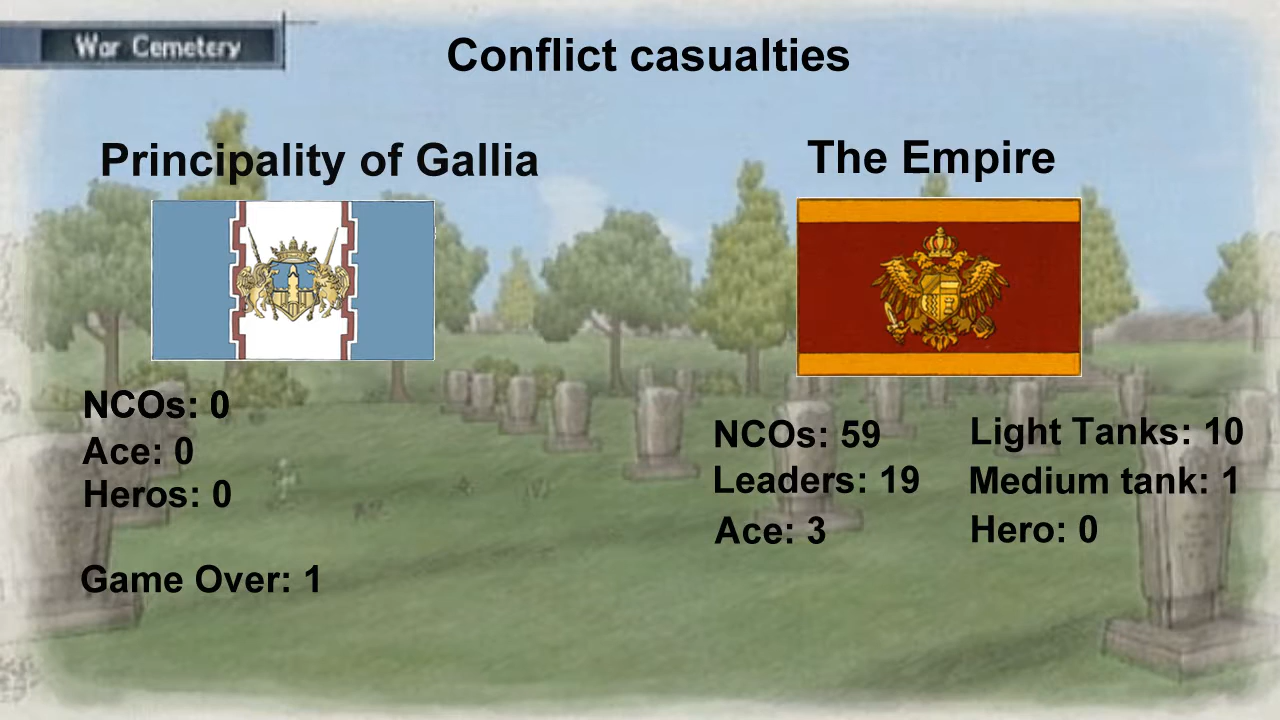 War Cemetery
Conflict casualties
Principality of Gallia
NCOs: 0
Ace: 0
Heros: 0
Game Over: 1
The Empire
NCOs: 59
Leaders: 19
Ace: 3
Light Tanks: 10
Medium tank: 1
Hero: 0